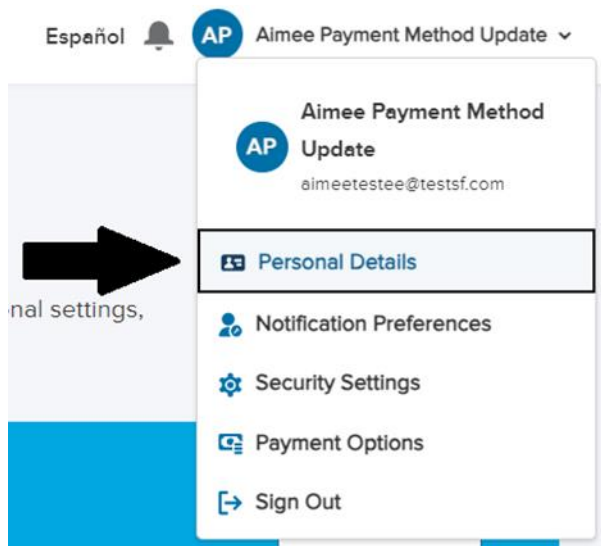 Español
AP
Aimee Payment Method Update
Aimee Payment Method
AP
Update
aimeetestee@testsf.com
Personal Details
nal settings,
Notification Preferences
Security Settings
Payment Options
Sign Out